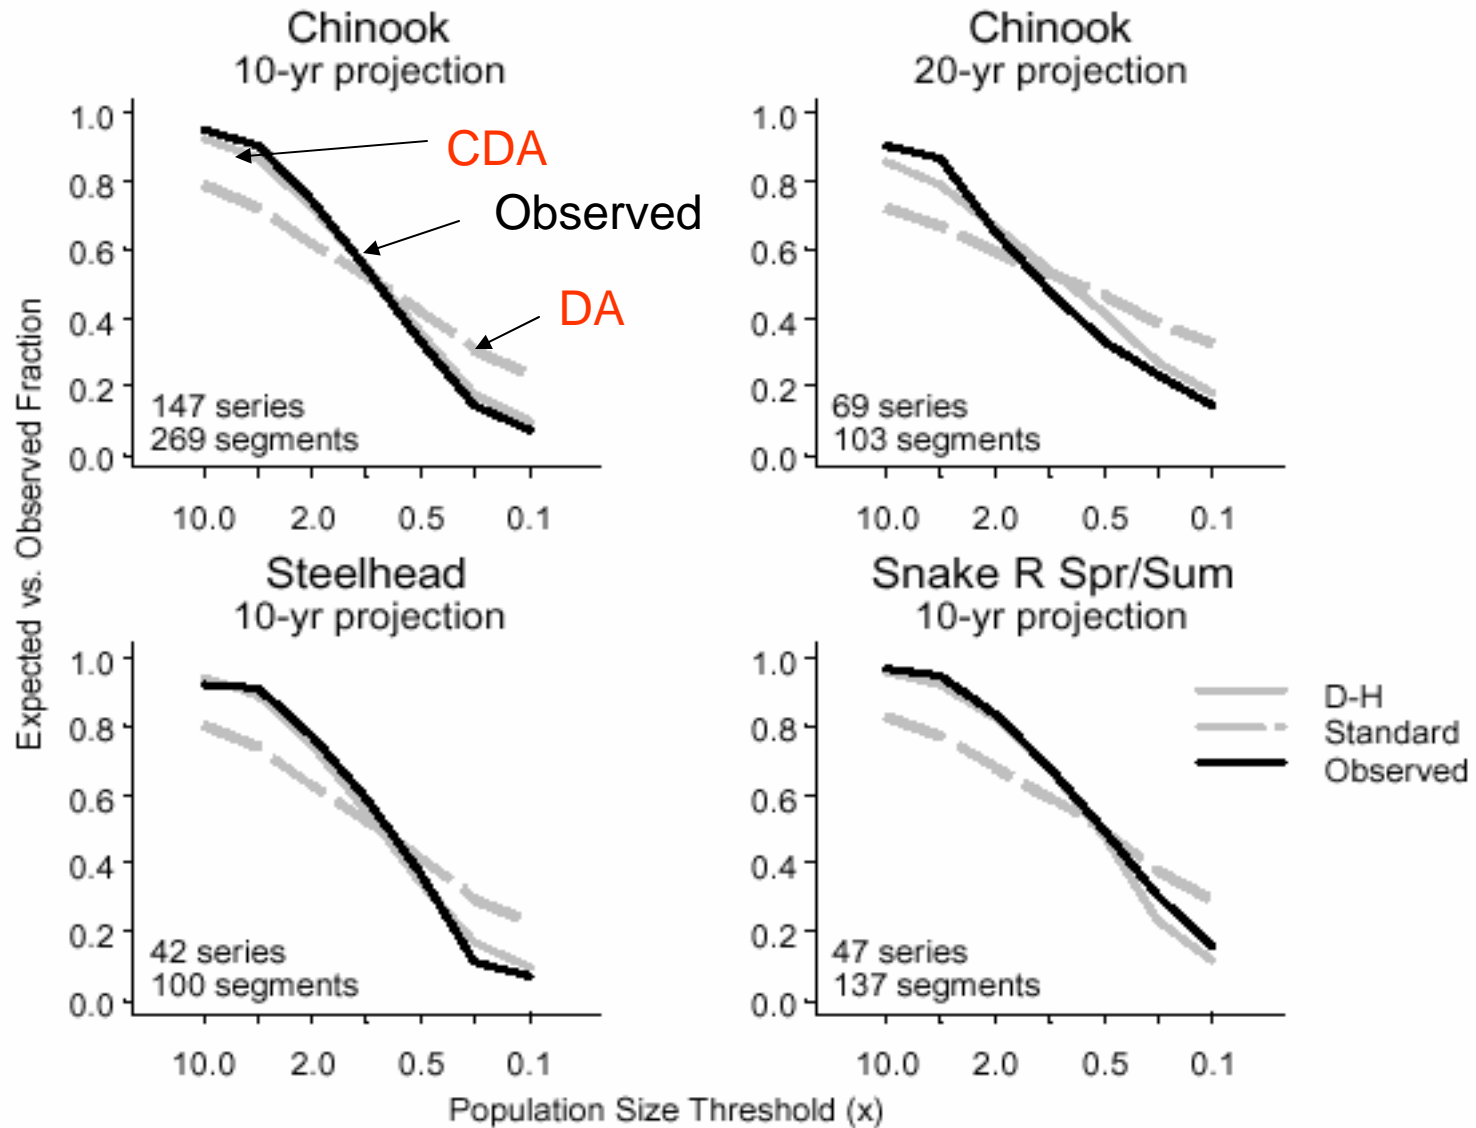 Chinook
10-yr projection
1.0
0.8
0.6
0.4
0.2
0.0
CDA
Observed
DA
147 series
269 segments
10.0 2.0 0.5 0.1
Chinook
20-yr projection
1.0
0.8
0.6
0.4
0.2
0.0
69 series
103 segments
10.0 2.0 0.5 0.1
Expected vs. Observed Fraction
Steelhead
10-yr projection
1.0
0.8
0.6
0.4
0.2
0.0
42 series
100 segments
10.0 2.0 0.5 0.1
Snake R Spr/Sum
10-yr projection
1.0
0.8
0.6
0.4
0.2
0.0
47 series
137 segments
10.0 2.0 0.5 0.1
D-H
Standard
Observed
Population Size Threshold (x)